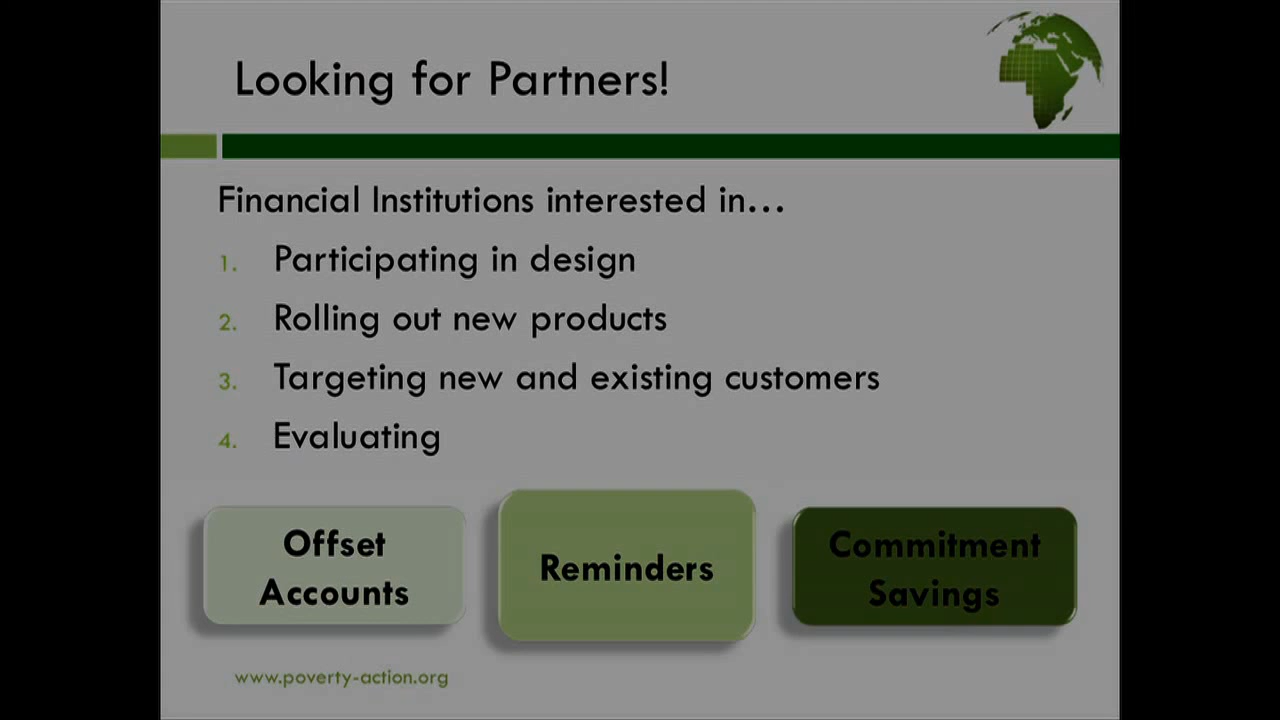 Looking for Partners!
Financial Institutions interested in...
1. Participating in design
2. Rolling out new products
3. Targeting new and existing customers
4. Evaluating
Offset
Accounts
Reminders
Commitment
Savings
www.poverty-action.org